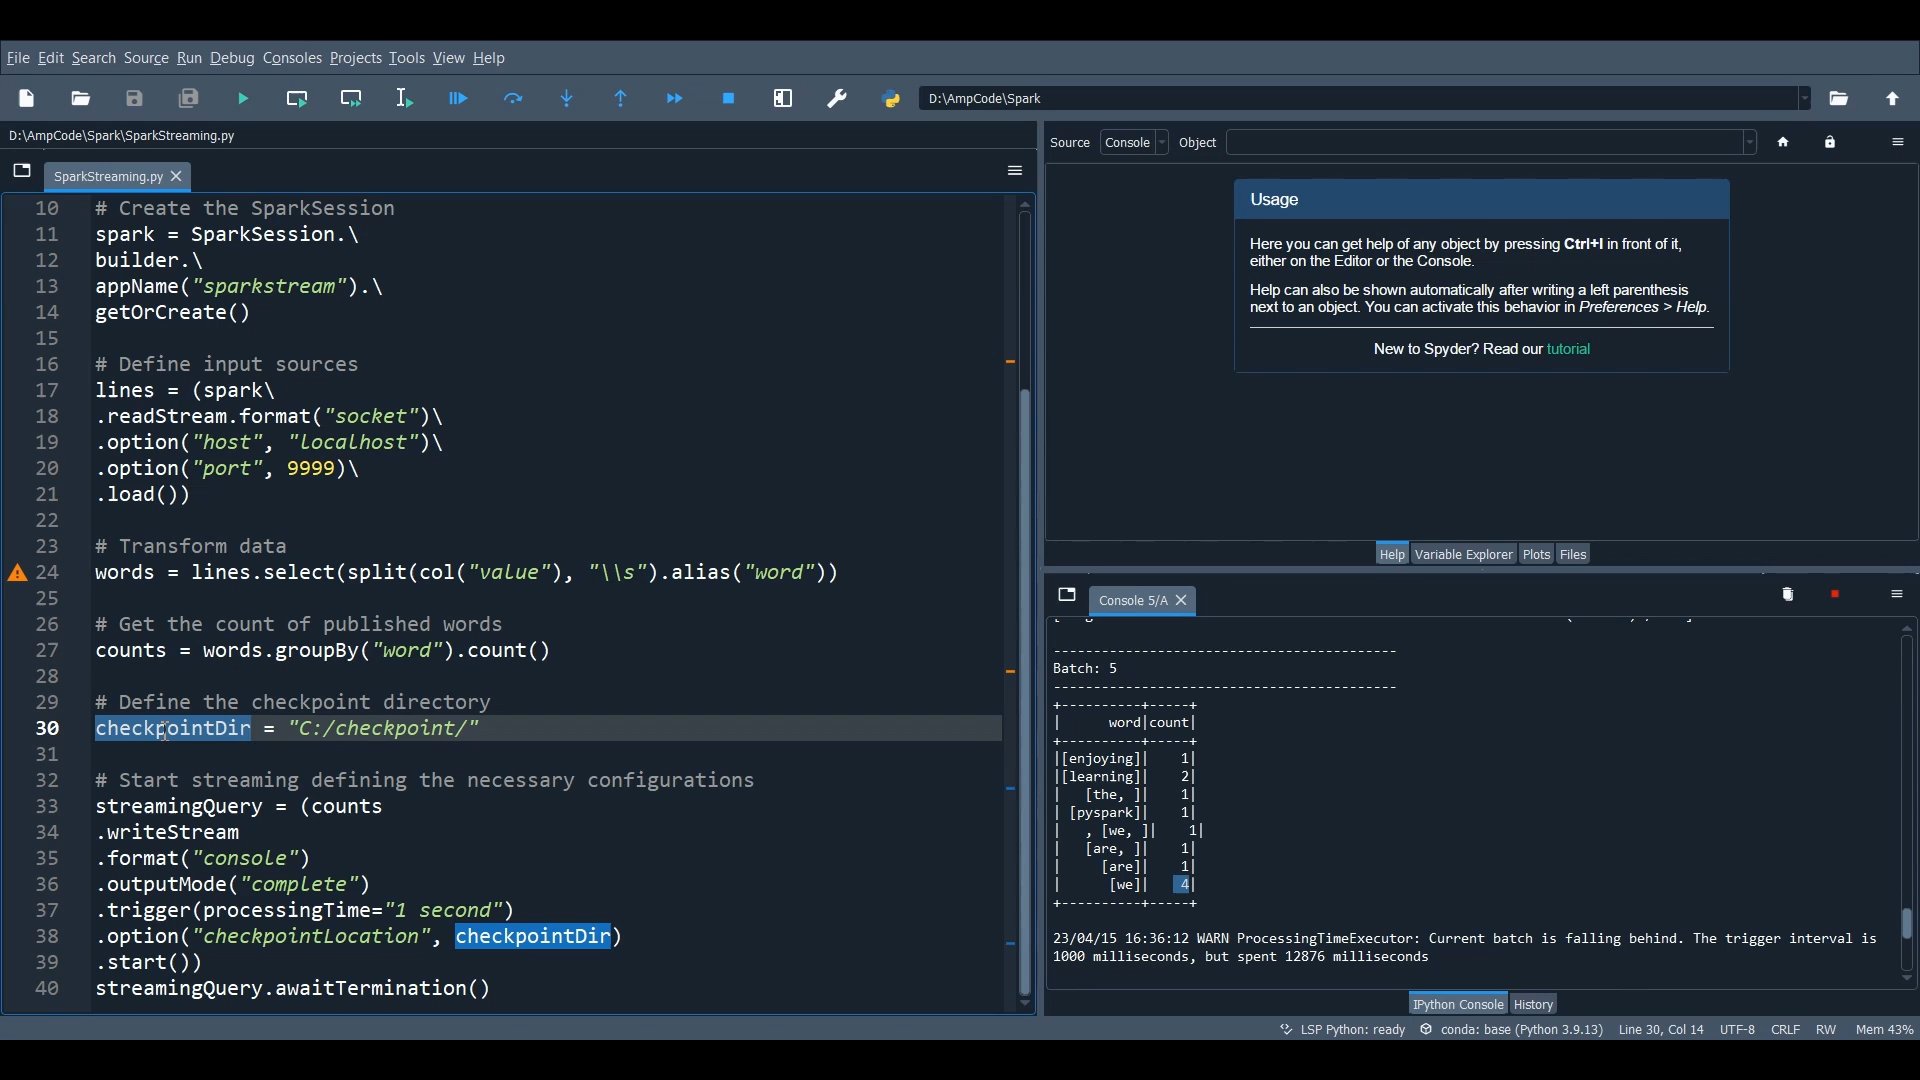 File Edit Search Source Run Debug Consoles Projects Tools View Help
D:\AmpCode\Spark
D:\AmpCode\Spark\SparkStreaming.py
SparkStreaming.py
10 # Create the SparkSession
11 spark = SparkSession.\
12 builder.\
13 appName("sparkstream").\
14 getOrCreate()
15
16 # Define input sources
17 lines = (spark\
18 .readStream.format("socket")\
19 .option("host", "localhost")\
20 .option("port", 9999)\
21 .load())
22
23 # Transform data
24 words = lines.select(split(col("value"), "\\s").alias("word"))
25
26 # Get the count of published words
27 counts = words.groupBy("word").count()
28
29 # Define the checkpoint directory
30 checkpointDir = "C:/checkpoint/"
31
32 # Start streaming defining the necessary configurations
33 streamingQuery = (counts
34 .writeStream
35 .format("console")
36 .outputMode("complete")
37 .trigger(processingTime="1 second")
38 .option("checkpointLocation", checkpointDir)
39 .start())
40 streamingQuery.awaitTermination()
Source Console Object
Usage
Here you can get help of any object by pressing Ctrl+I in front of it,
either on the Editor or the Console.
Help can also be shown automatically after writing a left parenthesis
next to an object. You can activate this behavior in Preferences > Help.
New to Spyder? Read our tutorial
Help Variable Explorer Plots Files
Console 5/A
-------------------------------------------
Batch: 5
-------------------------------------------
+----------+-----+
|      word|count|
+----------+-----+
|[enjoying]|    1|
|[learning]|    2|
|   [the, ]|    1|
| [pyspark]|    1|
|   , [we, ]|    1|
|   [are, ]|    1|
|     [are]|    1|
|      [we]|    4|
+----------+-----+
23/04/15 16:36:12 WARN ProcessingTimeExecutor: Current batch is falling behind. The trigger interval is
1000 milliseconds, but spent 12876 milliseconds
IPython Console History
LSP Python: ready conda: base (Python 3.9.13) Line 30, Col 14 UTF-8 CRLF RW Mem 43%